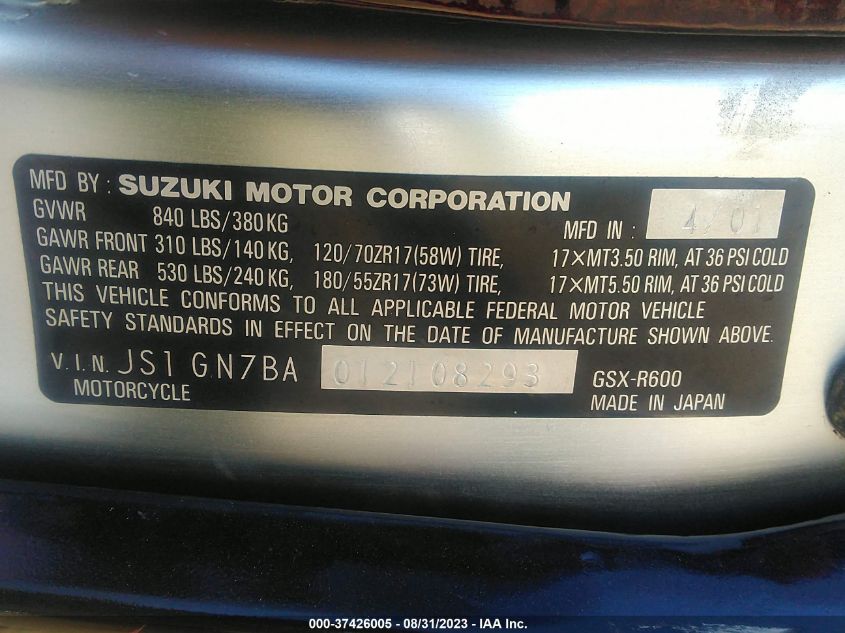 MFD BY : SUZUKI MOTOR CORPORATION
GVWR 840 LBS/380KG MFD IN : 4/01
GAWR FRONT 310 LBS/140KG, 120/70ZR17(58W) TIRE, 17×MT3.50 RIM, AT 36 PSI COLD
GAWR REAR 530 LBS/240KG, 180/55ZR17(73W) TIRE, 17×MT5.50 RIM, AT 36 PSI COLD
THIS VEHICLE CONFORMS TO ALL APPLICABLE FEDERAL MOTOR VEHICLE
SAFETY STANDARDS IN EFFECT ON THE DATE OF MANUFACTURE SHOWN ABOVE.
V.I.N. JS1GN7BA 012108293 GSX-R600
MOTORCYCLE MADE IN JAPAN
000-37426005 - 08/31/2023 - IAA Inc.